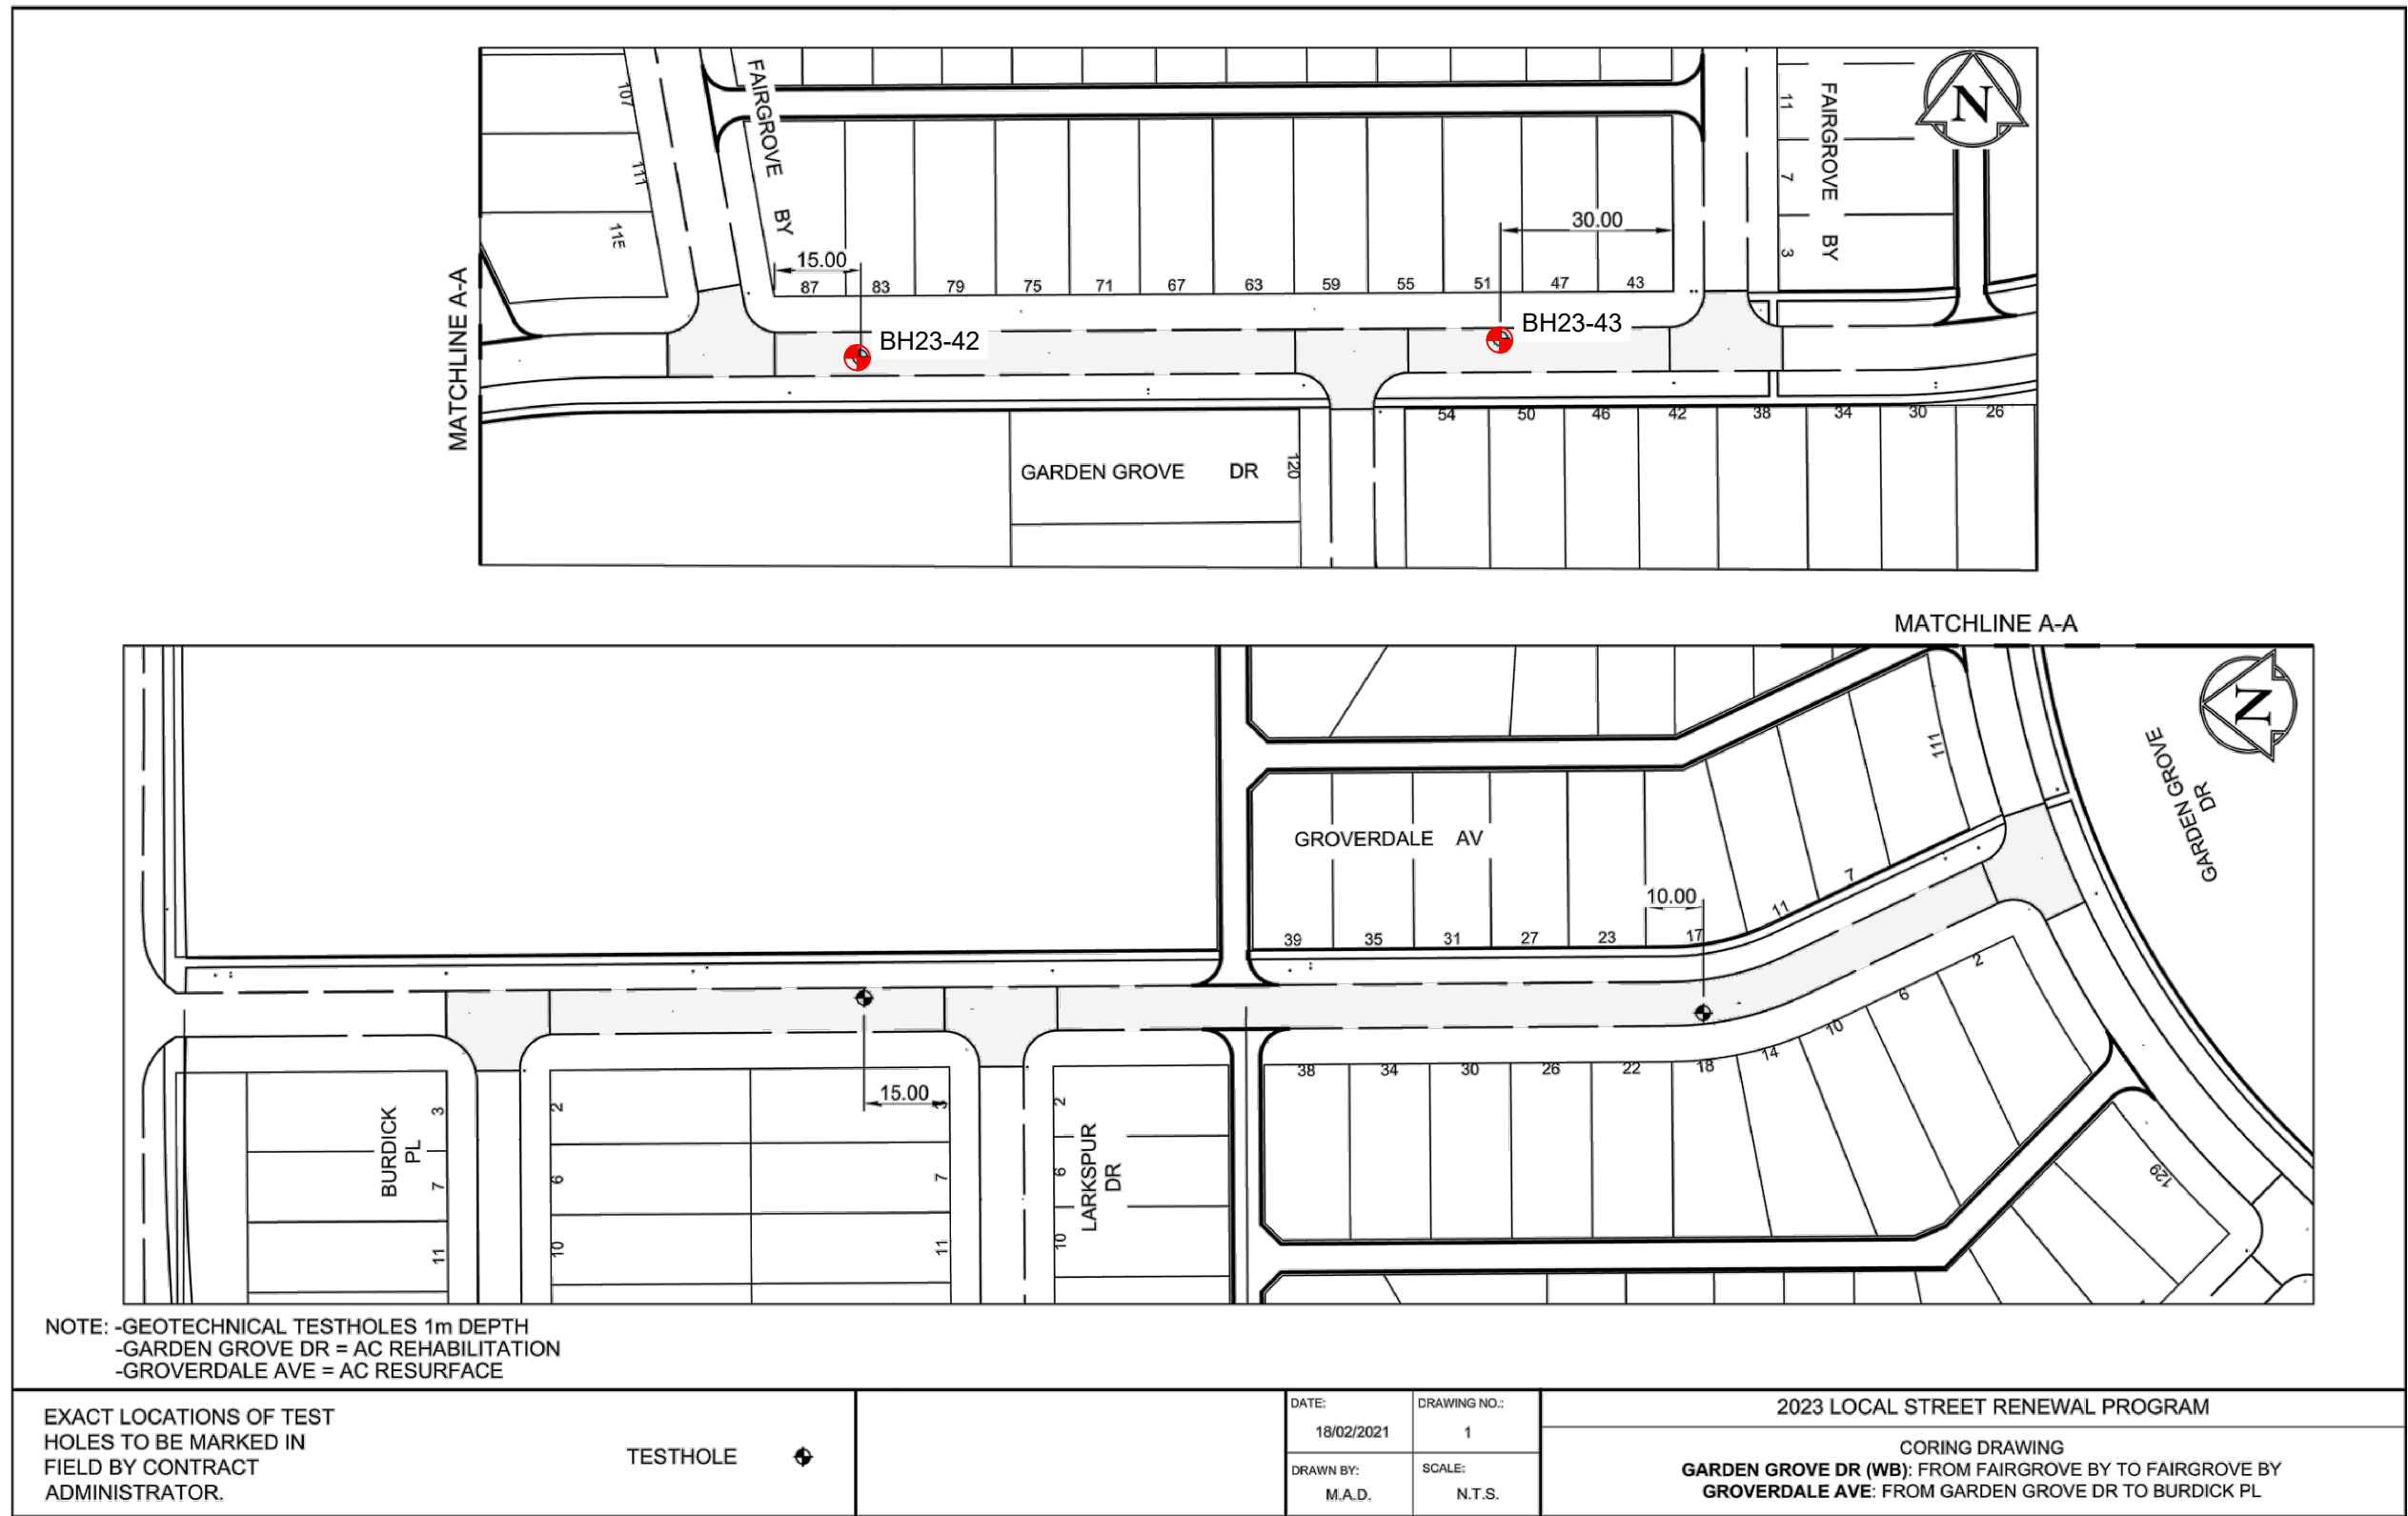 FAIRGROVE BY
107
111
115
15.00
30.00
FAIRGROVE BY
11
7
3
N
87 83 79 75 71 67 63 59 55 51 47 43
BH23-42
BH23-43
MATCHLINE A-A
54 50 46 42 38 34 30 26
GARDEN GROVE DR
120
MATCHLINE A-A
N
GARDEN GROVE DR
111
GROVERDALE AV
10.00
39 35 31 27 23 17 11 7
38 34 30 26 22 18 14 10 6 2
15.00
BURDICK PL
3
7
11
2
6
10
3
7
11
LARKSPUR DR
2
6
10
129
NOTE: -GEOTECHNICAL TESTHOLES 1m DEPTH
-GARDEN GROVE DR = AC REHABILITATION
-GROVERDALE AVE = AC RESURFACE
EXACT LOCATIONS OF TEST
HOLES TO BE MARKED IN
FIELD BY CONTRACT
ADMINISTRATOR.
TESTHOLE
DATE:
18/02/2021
DRAWING NO.:
1
DRAWN BY:
M.A.D.
SCALE:
N.T.S.
2023 LOCAL STREET RENEWAL PROGRAM
CORING DRAWING
GARDEN GROVE DR (WB): FROM FAIRGROVE BY TO FAIRGROVE BY
GROVERDALE AVE: FROM GARDEN GROVE DR TO BURDICK PL